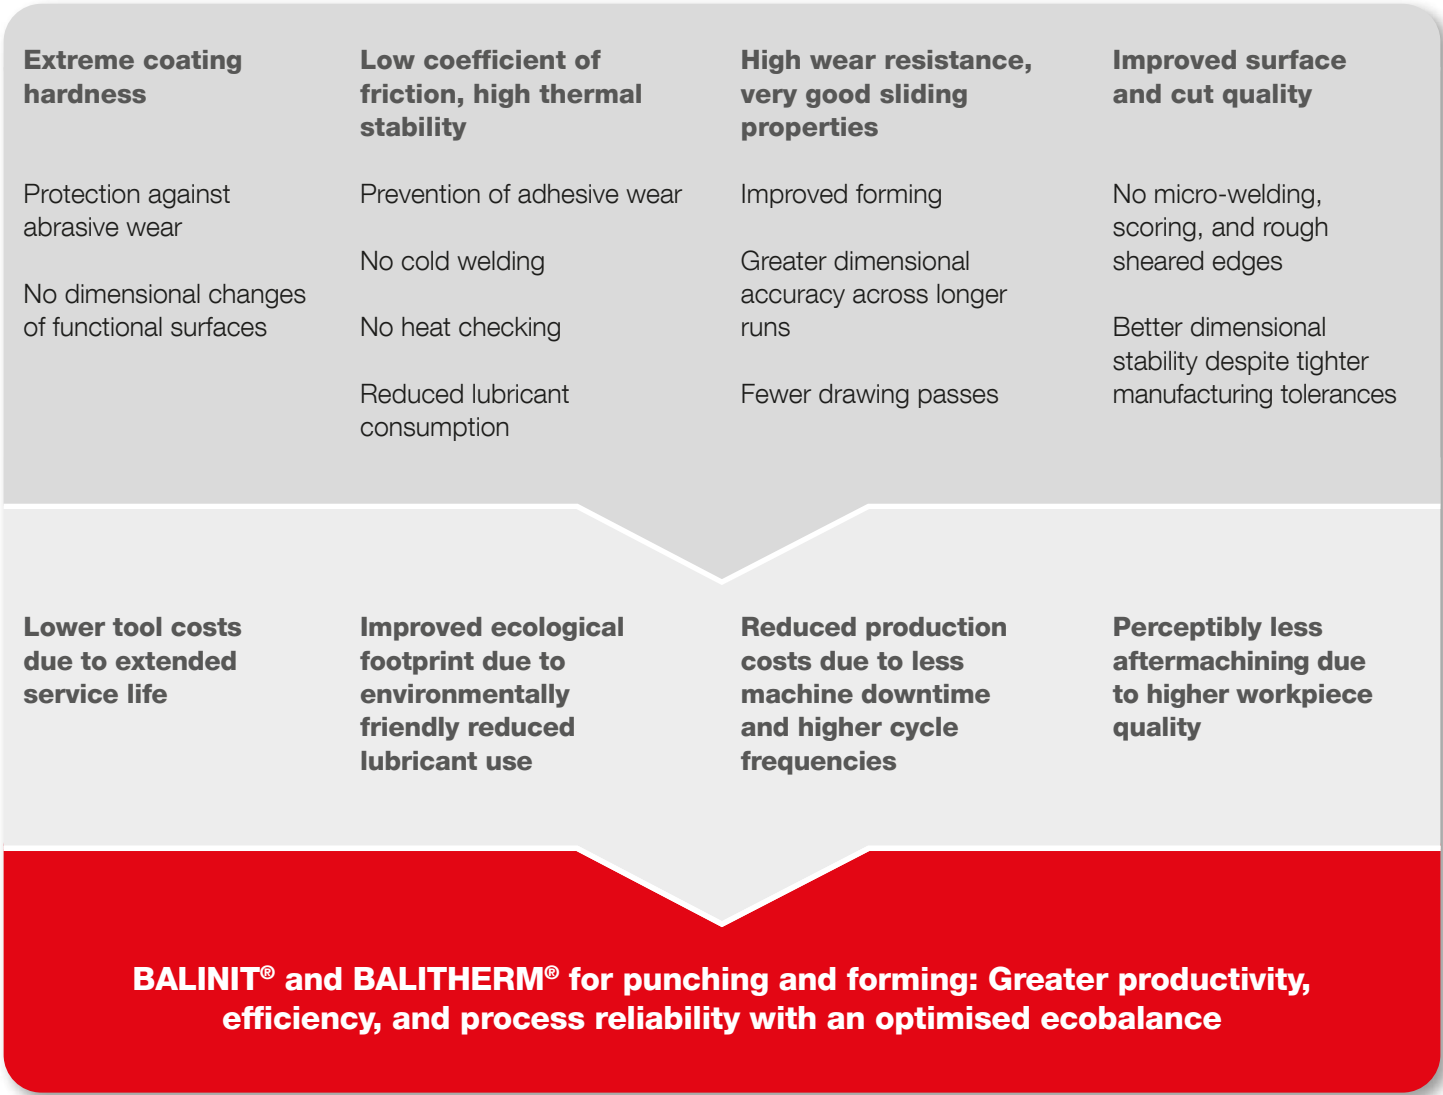 Extreme coating
hardness
Protection against
abrasive wear
No dimensional changes
of functional surfaces
Low coefficient of
friction, high thermal
stability
Prevention of adhesive wear
No cold welding
No heat checking
Reduced lubricant
consumption
High wear resistance,
very good sliding
properties
Improved forming
Greater dimensional
accuracy across longer
runs
Fewer drawing passes
Improved surface
and cut quality
No micro-welding,
scoring, and rough
sheared edges
Better dimensional
stability despite tighter
manufacturing tolerances
Lower tool costs
due to extended
service life
Improved ecological
footprint due to
environmentally
friendly reduced
lubricant use
Reduced production
costs due to less
machine downtime
and higher cycle
frequencies
Perceptibly less
aftermachining due
to higher workpiece
quality
BALINIT® and BALITHERM® for punching and forming: Greater productivity,
efficiency, and process reliability with an optimised ecobalance